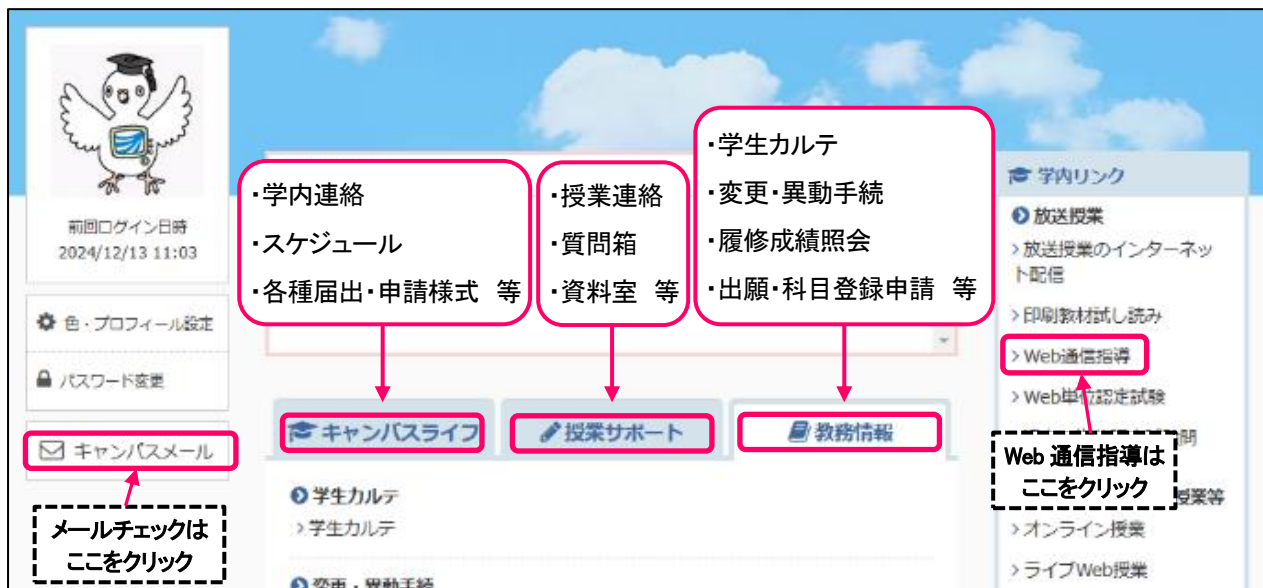 前回ログイン日時
2024/12/13 11:03
色・プロフィール設定
パスワード変更
キャンパスメール
メールチェックは
ここをクリック
・学内連絡
・スケジュール
・各種届出・申請様式 等
・授業連絡
・質問箱
・資料室 等
・学生カルテ
・変更・異動手続
・履修成績照会
・出願・科目登録申請 等
キャンパスライフ
授業サポート
教務情報
学生カルテ
>学生カルテ
変更・異動手続
学内リンク
放送授業
>放送授業のインターネッ
ト配信
>印刷教材試し読み
>Web通信指導
>Web単位認定試験
問
Web 通信指導は
ここをクリック
授業等
>オンライン授業
>ライブWeb授業